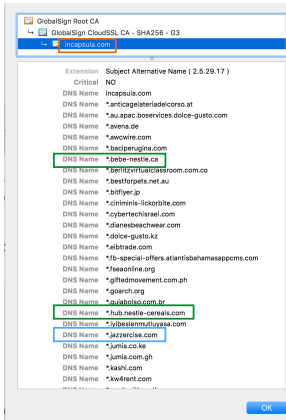 GlobalSign Root CA
GlobalSign CloudSSL CA - SHA256 - G3
incapsula.com
Extension Subject Alternative Name ( 2.5.29.17 )
Critical NO
DNS Name incapsula.com
DNS Name *.anticagelateriadelcorso.at
DNS Name *.au.apac.boservices.dolce-gusto.com
DNS Name *.avena.de
DNS Name *.awcwire.com
DNS Name *.baciperugina.com
DNS Name *.bebe-nestle.ca
DNS Name *.berlitzvirtualclassroom.com.co
DNS Name *.bestforpets.net.au
DNS Name *.bitflyer.jp
DNS Name *.ciniminis-lickorbite.com
DNS Name *.cybertechisrael.com
DNS Name *.dianesbeachwear.com
DNS Name *.dolce-gusto.kz
DNS Name *.eibtrade.com
DNS Name *.fb-special-offers.atlantisbahamasappcms.com
DNS Name *.fseaonline.org
DNS Name *.giftedmovement.com.ph
DNS Name *.goarch.org
DNS Name *.guiabolso.com.br
DNS Name *.hub.nestle-cereals.com
DNS Name *.iyibeslenmutluyasa.com
DNS Name *.jazzercise.com
DNS Name *.jumia.co.ke
DNS Name *.jumia.com.gh
DNS Name *.kashi.com
DNS Name *.kw4rent.com
OK